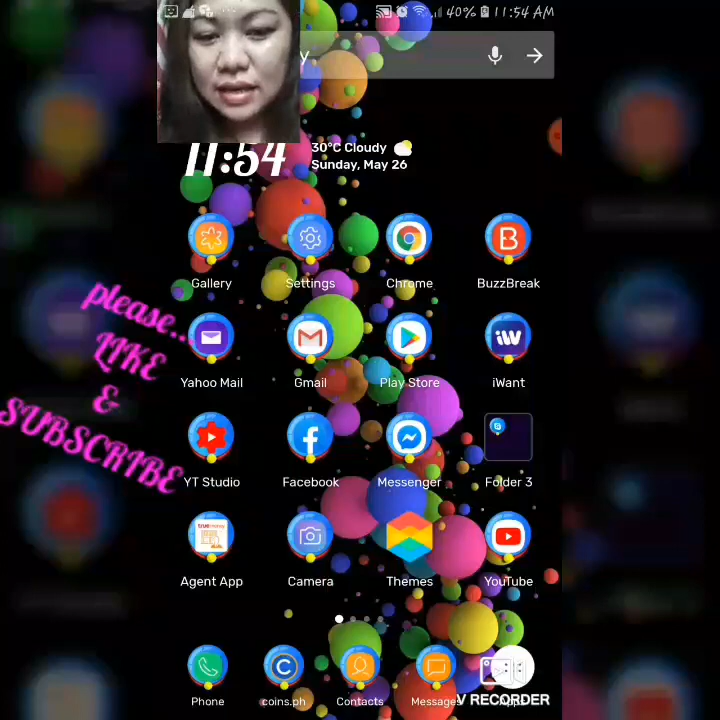 40% 11:54 AM
y
11:54
30°C Cloudy
Sunday, May 26
Gallery Settings Chrome BuzzBreak
Yahoo Mail Gmail Play Store iWant
iW
please...
LIKE
&
SUBSCRIBE
YT Studio Facebook Messenger Folder 3
Agent App Camera Themes YouTube
Phone coins.ph Contacts Messages
V RECORDER